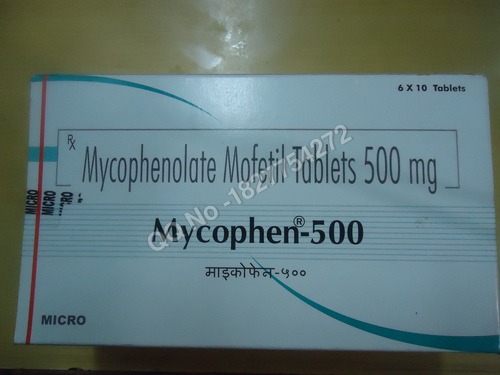 6 X 10 Tablets
Rx
Mycophenolate Mofetil Tablets 500 mg
MICRO MICRO MICRO
Mycophen®-500
माइकोफेन-५००
MICRO